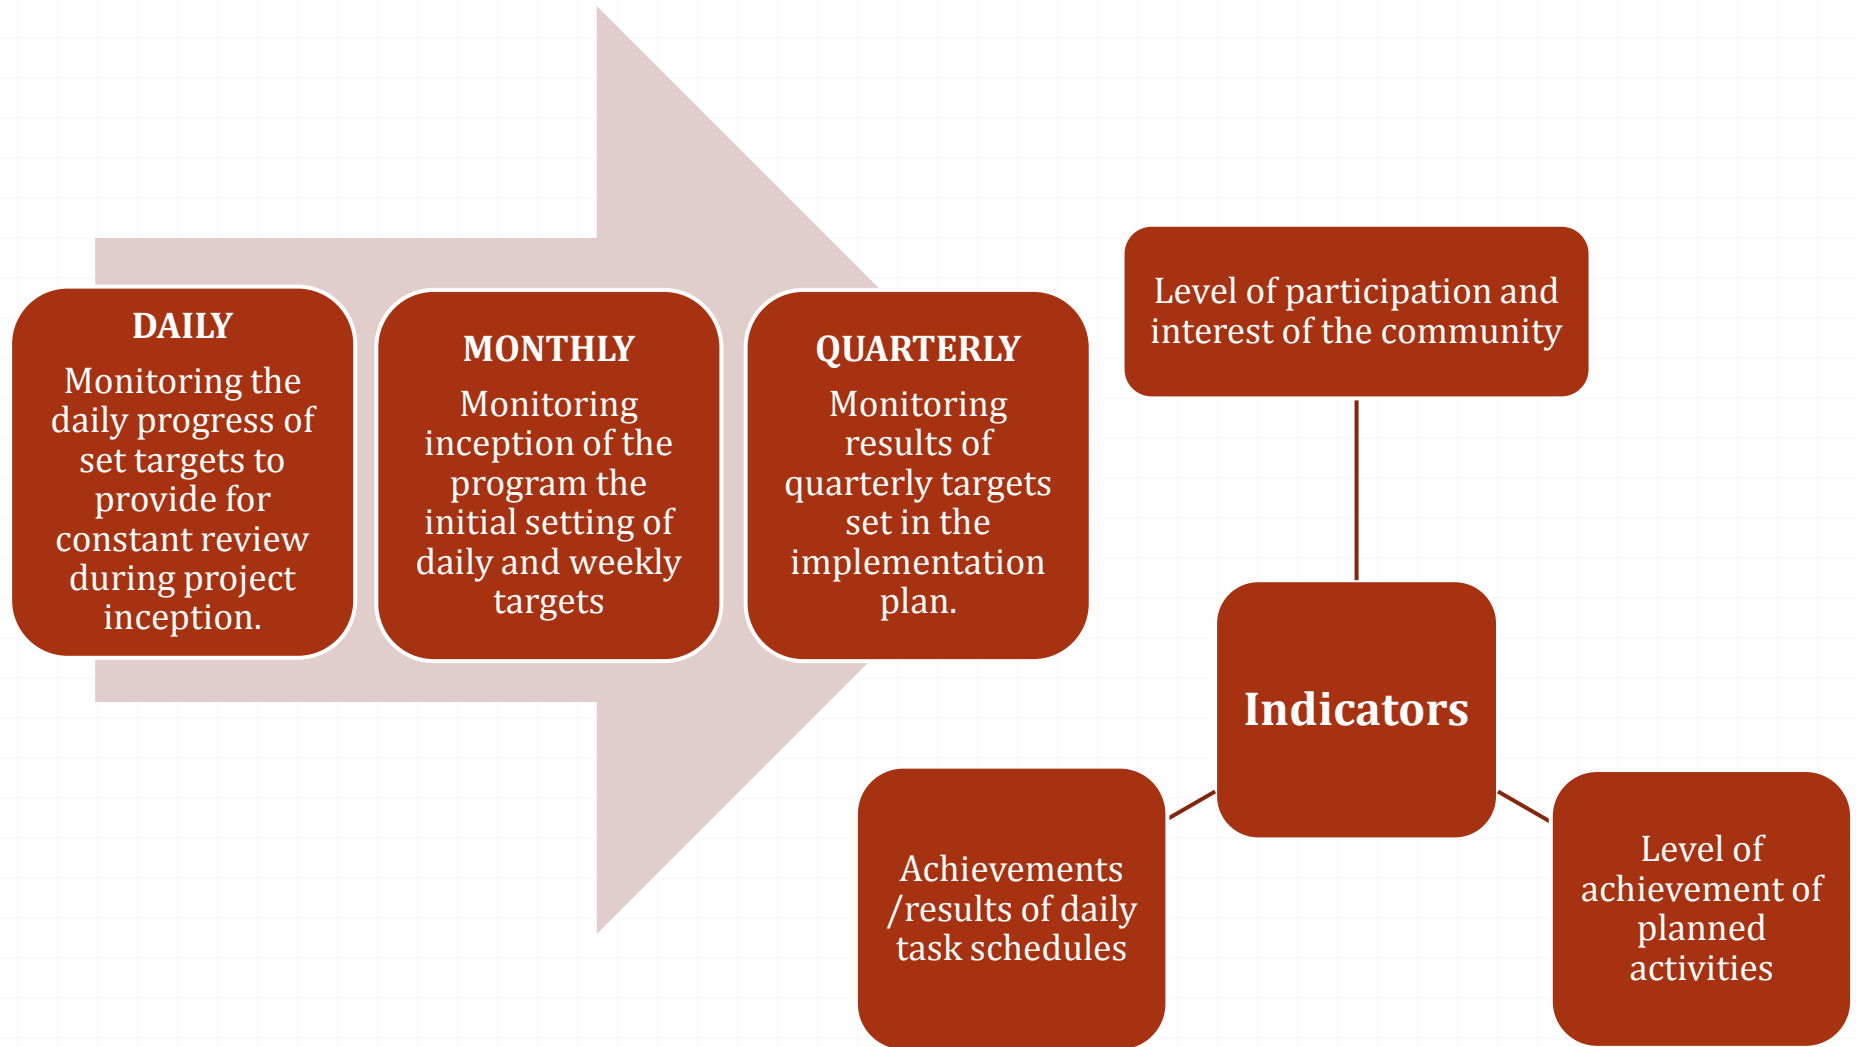 DAILY
Monitoring the
daily progress of
set targets to
provide for
constant review
during project
inception.
MONTHLY
Monitoring
inception of the
program the
initial setting of
daily and weekly
targets
QUARTERLY
Monitoring
results of
quarterly targets
set in the
implementation
plan.
Level of participation and
interest of the community
Indicators
Achievements
/results of daily
task schedules
Level of
achievement of
planned
activities